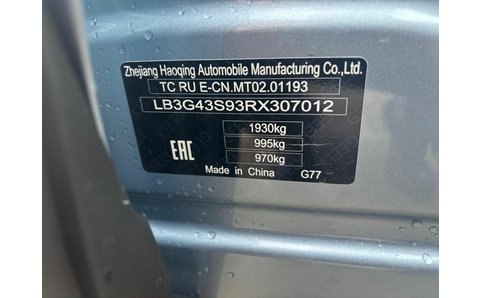 Zhejiang Haoqing Automobile Manufacturing Co.,Ltd.
TC RU E-CN.MT02.01193
LB3G43S93RX307012
1930kg
EAC 995kg
970kg
Made in China G77